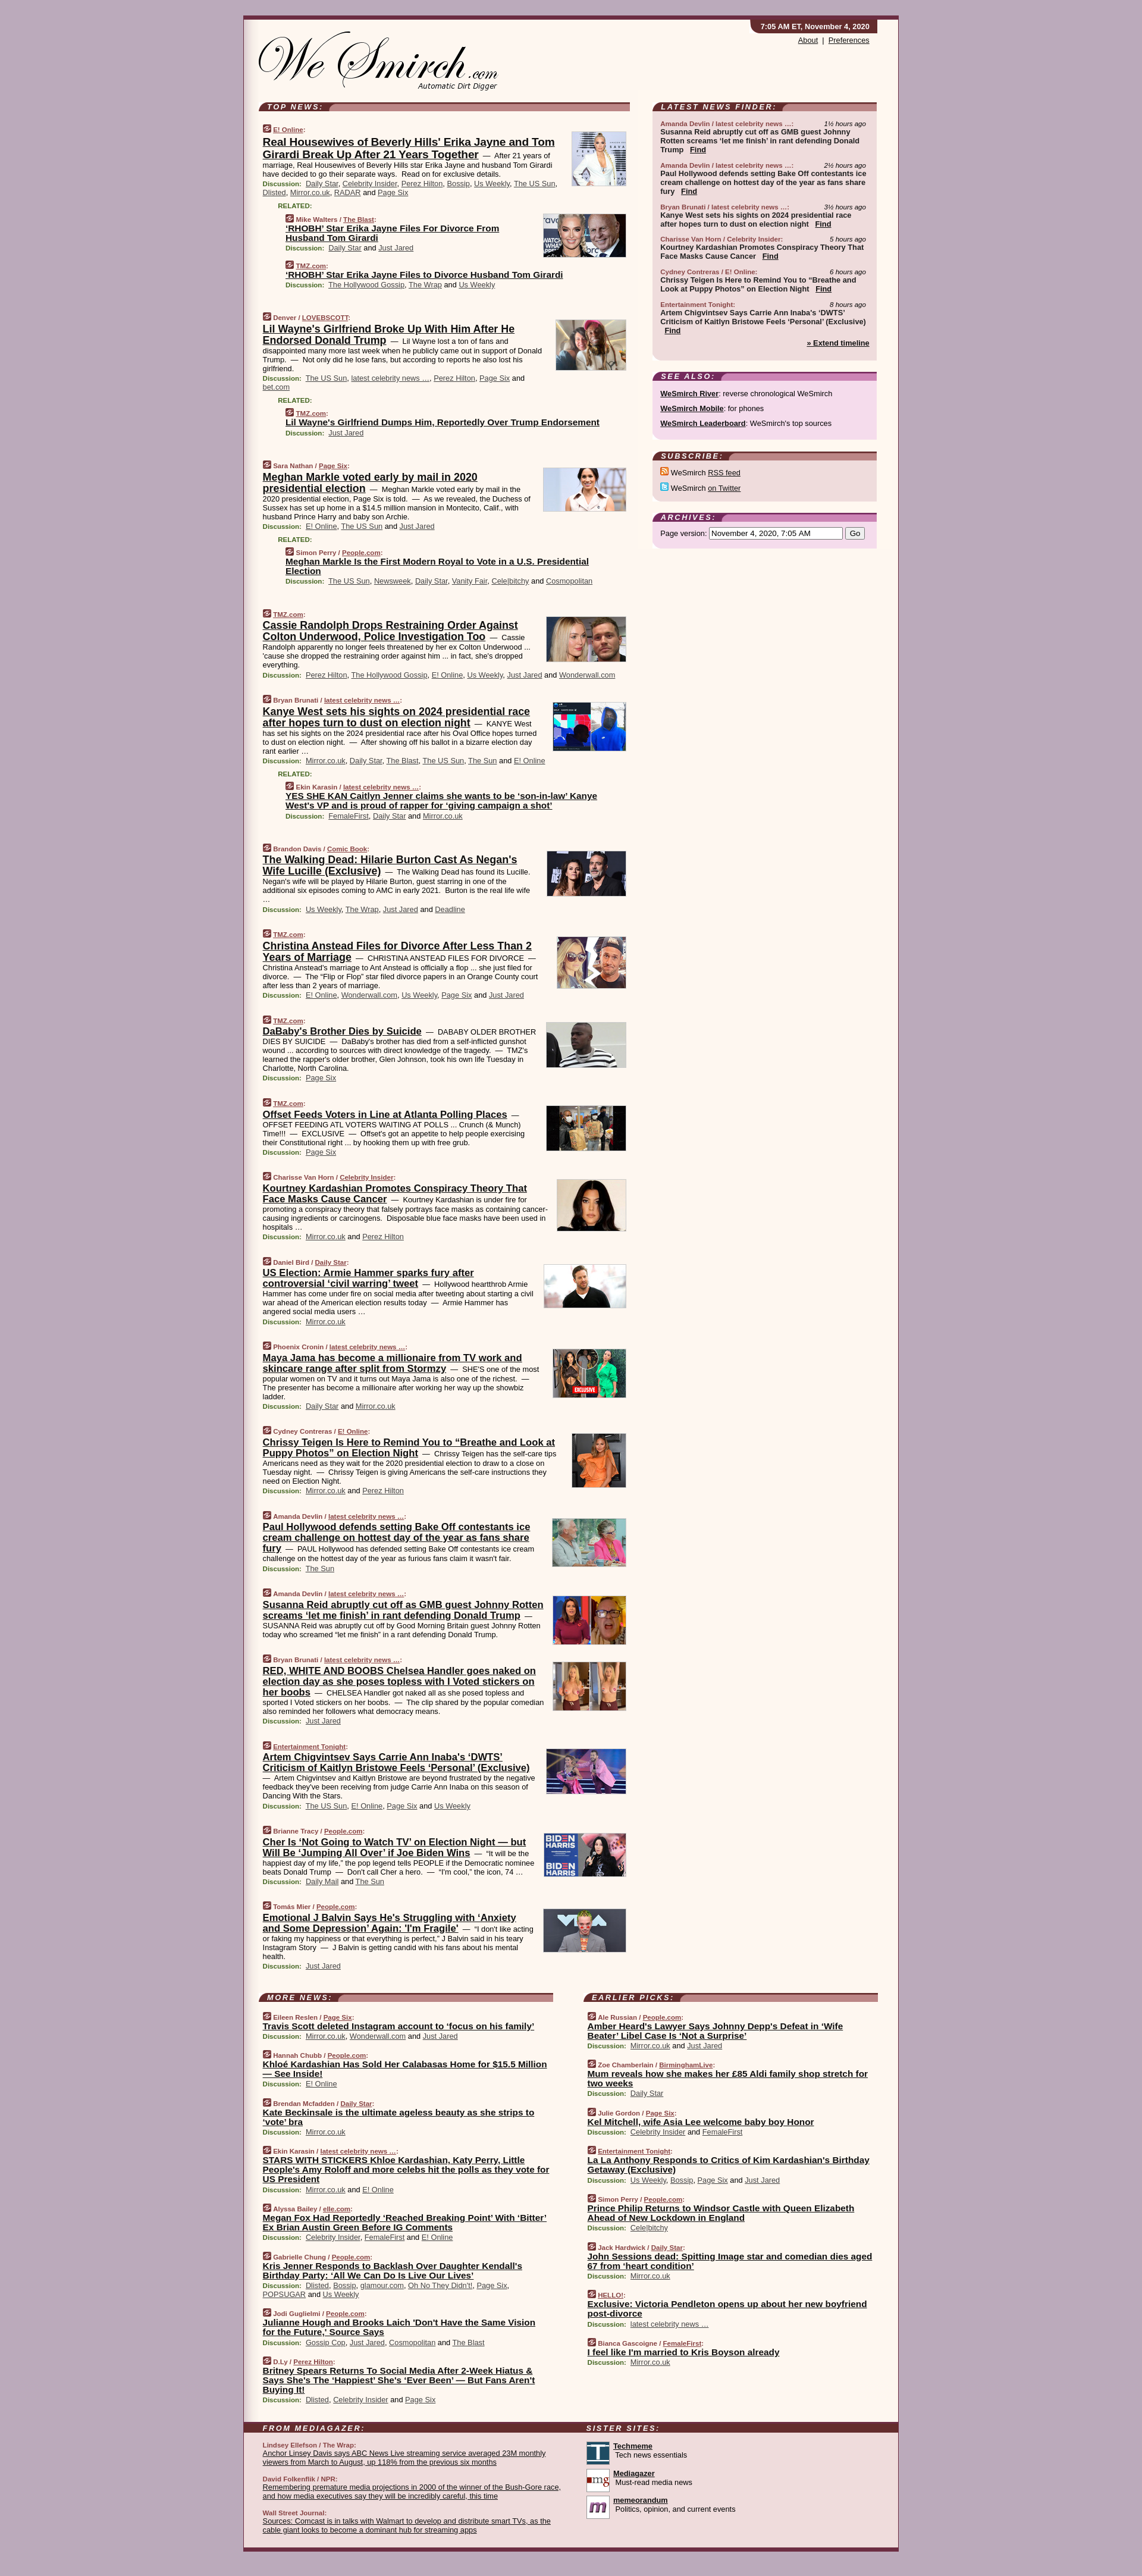 7:05 AM ET, November 4, 2020
About | Preferences
We Smirch.com
Automatic Dirt Digger
TOP NEWS:
E! Online:
Real Housewives of Beverly Hills' Erika Jayne and Tom
Girardi Break Up After 21 Years Together — After 21 years of
marriage, Real Housewives of Beverly Hills star Erika Jayne and husband Tom Girardi
have decided to go their separate ways. Read on for exclusive details.
Discussion: Daily Star, Celebrity Insider, Perez Hilton, Bossip, Us Weekly, The US Sun,
Dlisted, Mirror.co.uk, RADAR and Page Six
RELATED:
Mike Walters / The Blast:
‘RHOBH’ Star Erika Jayne Files For Divorce From
Husband Tom Girardi
Discussion: Daily Star and Just Jared
TMZ.com:
‘RHOBH’ Star Erika Jayne Files to Divorce Husband Tom Girardi
Discussion: The Hollywood Gossip, The Wrap and Us Weekly
Denver / LOVEBSCOTT:
Lil Wayne's Girlfriend Broke Up With Him After He
Endorsed Donald Trump — Lil Wayne lost a ton of fans and
disappointed many more last week when he publicly came out in support of Donald
Trump. — Not only did he lose fans, but according to reports he also lost his
girlfriend.
Discussion: The US Sun, latest celebrity news …, Perez Hilton, Page Six and
bet.com
RELATED:
TMZ.com:
Lil Wayne's Girlfriend Dumps Him, Reportedly Over Trump Endorsement
Discussion: Just Jared
Sara Nathan / Page Six:
Meghan Markle voted early by mail in 2020
presidential election — Meghan Markle voted early by mail in the
2020 presidential election, Page Six is told. — As we revealed, the Duchess of
Sussex has set up home in a $14.5 million mansion in Montecito, Calif., with
husband Prince Harry and baby son Archie.
Discussion: E! Online, The US Sun and Just Jared
RELATED:
Simon Perry / People.com:
Meghan Markle Is the First Modern Royal to Vote in a U.S. Presidential
Election
Discussion: The US Sun, Newsweek, Daily Star, Vanity Fair, Cele|bitchy and Cosmopolitan
TMZ.com:
Cassie Randolph Drops Restraining Order Against
Colton Underwood, Police Investigation Too — Cassie
Randolph apparently no longer feels threatened by her ex Colton Underwood ...
'cause she dropped the restraining order against him ... in fact, she's dropped
everything.
Discussion: Perez Hilton, The Hollywood Gossip, E! Online, Us Weekly, Just Jared and Wonderwall.com
Bryan Brunati / latest celebrity news …:
Kanye West sets his sights on 2024 presidential race
after hopes turn to dust on election night — KANYE West
has set his sights on the 2024 presidential race after his Oval Office hopes turned
to dust on election night. — After showing off his ballot in a bizarre election day
rant earlier …
Discussion: Mirror.co.uk, Daily Star, The Blast, The US Sun, The Sun and E! Online
RELATED:
Ekin Karasin / latest celebrity news …:
YES SHE KAN Caitlyn Jenner claims she wants to be ‘son-in-law’ Kanye
West's VP and is proud of rapper for ‘giving campaign a shot’
Discussion: FemaleFirst, Daily Star and Mirror.co.uk
Brandon Davis / Comic Book:
The Walking Dead: Hilarie Burton Cast As Negan's
Wife Lucille (Exclusive) — The Walking Dead has found its Lucille.
Negan's wife will be played by Hilarie Burton, guest starring in one of the
additional six episodes coming to AMC in early 2021. Burton is the real life wife
…
Discussion: Us Weekly, The Wrap, Just Jared and Deadline
TMZ.com:
Christina Anstead Files for Divorce After Less Than 2
Years of Marriage — CHRISTINA ANSTEAD FILES FOR DIVORCE —
Christina Anstead's marriage to Ant Anstead is officially a flop ... she just filed for
divorce. — The “Flip or Flop” star filed divorce papers in an Orange County court
after less than 2 years of marriage.
Discussion: E! Online, Wonderwall.com, Us Weekly, Page Six and Just Jared
TMZ.com:
DaBaby's Brother Dies by Suicide — DABABY OLDER BROTHER
DIES BY SUICIDE — DaBaby's brother has died from a self-inflicted gunshot
wound ... according to sources with direct knowledge of the tragedy. — TMZ's
learned the rapper's older brother, Glen Johnson, took his own life Tuesday in
Charlotte, North Carolina.
Discussion: Page Six
TMZ.com:
Offset Feeds Voters in Line at Atlanta Polling Places —
OFFSET FEEDING ATL VOTERS WAITING AT POLLS ... Crunch (& Munch)
Time!!! — EXCLUSIVE — Offset's got an appetite to help people exercising
their Constitutional right ... by hooking them up with free grub.
Discussion: Page Six
Charisse Van Horn / Celebrity Insider:
Kourtney Kardashian Promotes Conspiracy Theory That
Face Masks Cause Cancer — Kourtney Kardashian is under fire for
promoting a conspiracy theory that falsely portrays face masks as containing cancer-
causing ingredients or carcinogens. Disposable blue face masks have been used in
hospitals …
Discussion: Mirror.co.uk and Perez Hilton
Daniel Bird / Daily Star:
US Election: Armie Hammer sparks fury after
controversial ‘civil warring’ tweet — Hollywood heartthrob Armie
Hammer has come under fire on social media after tweeting about starting a civil
war ahead of the American election results today — Armie Hammer has
angered social media users …
Discussion: Mirror.co.uk
Phoenix Cronin / latest celebrity news …:
Maya Jama has become a millionaire from TV work and
skincare range after split from Stormzy — SHE'S one of the most
popular women on TV and it turns out Maya Jama is also one of the richest. —
The presenter has become a millionaire after working her way up the showbiz
ladder.
Discussion: Daily Star and Mirror.co.uk
EXCLUSIVE
Cydney Contreras / E! Online:
Chrissy Teigen Is Here to Remind You to “Breathe and Look at
Puppy Photos” on Election Night — Chrissy Teigen has the self-care tips
Americans need as they wait for the 2020 presidential election to draw to a close on
Tuesday night. — Chrissy Teigen is giving Americans the self-care instructions they
need on Election Night.
Discussion: Mirror.co.uk and Perez Hilton
Amanda Devlin / latest celebrity news …:
Paul Hollywood defends setting Bake Off contestants ice
cream challenge on hottest day of the year as fans share
fury — PAUL Hollywood has defended setting Bake Off contestants ice cream
challenge on the hottest day of the year as furious fans claim it wasn't fair.
Discussion: The Sun
Amanda Devlin / latest celebrity news …:
Susanna Reid abruptly cut off as GMB guest Johnny Rotten
screams ‘let me finish’ in rant defending Donald Trump —
SUSANNA Reid was abruptly cut off by Good Morning Britain guest Johnny Rotten
today who screamed “let me finish” in a rant defending Donald Trump.
Bryan Brunati / latest celebrity news …:
RED, WHITE AND BOOBS Chelsea Handler goes naked on
election day as she poses topless with I Voted stickers on
her boobs — CHELSEA Handler got naked all as she posed topless and
sported I Voted stickers on her boobs. — The clip shared by the popular comedian
also reminded her followers what democracy means.
Discussion: Just Jared
Entertainment Tonight:
Artem Chigvintsev Says Carrie Ann Inaba's ‘DWTS’
Criticism of Kaitlyn Bristowe Feels ‘Personal’ (Exclusive)
— Artem Chigvintsev and Kaitlyn Bristowe are beyond frustrated by the negative
feedback they've been receiving from judge Carrie Ann Inaba on this season of
Dancing With the Stars.
Discussion: The US Sun, E! Online, Page Six and Us Weekly
Brianne Tracy / People.com:
Cher Is ‘Not Going to Watch TV’ on Election Night — but
Will Be ‘Jumping All Over’ if Joe Biden Wins — “It will be the
happiest day of my life,” the pop legend tells PEOPLE if the Democratic nominee
beats Donald Trump — Don't call Cher a hero. — “I'm cool,” the icon, 74 …
Discussion: Daily Mail and The Sun
BIDEN
HARRIS
BIDEN
HARRIS
Tomás Mier / People.com:
Emotional J Balvin Says He's Struggling with ‘Anxiety
and Some Depression’ Again: 'I'm Fragile' — “I don't like acting
or faking my happiness or that everything is perfect,” J Balvin said in his teary
Instagram Story — J Balvin is getting candid with his fans about his mental
health.
Discussion: Just Jared
LATEST NEWS FINDER:
Amanda Devlin / latest celebrity news …: 1½ hours ago
Susanna Reid abruptly cut off as GMB guest Johnny
Rotten screams ‘let me finish’ in rant defending Donald
Trump Find
Amanda Devlin / latest celebrity news …: 2½ hours ago
Paul Hollywood defends setting Bake Off contestants ice
cream challenge on hottest day of the year as fans share
fury Find
Bryan Brunati / latest celebrity news …: 3½ hours ago
Kanye West sets his sights on 2024 presidential race
after hopes turn to dust on election night Find
Charisse Van Horn / Celebrity Insider: 5 hours ago
Kourtney Kardashian Promotes Conspiracy Theory That
Face Masks Cause Cancer Find
Cydney Contreras / E! Online: 6 hours ago
Chrissy Teigen Is Here to Remind You to “Breathe and
Look at Puppy Photos” on Election Night Find
Entertainment Tonight: 8 hours ago
Artem Chigvintsev Says Carrie Ann Inaba's ‘DWTS’
Criticism of Kaitlyn Bristowe Feels ‘Personal’ (Exclusive)
Find
» Extend timeline
SEE ALSO:
WeSmirch River: reverse chronological WeSmirch
WeSmirch Mobile: for phones
WeSmirch Leaderboard: WeSmirch's top sources
SUBSCRIBE:
WeSmirch RSS feed
WeSmirch on Twitter
ARCHIVES:
Page version: November 4, 2020, 7:05 AM Go
MORE NEWS:
Eileen Reslen / Page Six:
Travis Scott deleted Instagram account to ‘focus on his family’
Discussion: Mirror.co.uk, Wonderwall.com and Just Jared
Hannah Chubb / People.com:
Khloé Kardashian Has Sold Her Calabasas Home for $15.5 Million
— See Inside!
Discussion: E! Online
Brendan Mcfadden / Daily Star:
Kate Beckinsale is the ultimate ageless beauty as she strips to
‘vote’ bra
Discussion: Mirror.co.uk
Ekin Karasin / latest celebrity news …:
STARS WITH STICKERS Khloe Kardashian, Katy Perry, Little
People's Amy Roloff and more celebs hit the polls as they vote for
US President
Discussion: Mirror.co.uk and E! Online
Alyssa Bailey / elle.com:
Megan Fox Had Reportedly ‘Reached Breaking Point’ With ‘Bitter’
Ex Brian Austin Green Before IG Comments
Discussion: Celebrity Insider, FemaleFirst and E! Online
Gabrielle Chung / People.com:
Kris Jenner Responds to Backlash Over Daughter Kendall's
Birthday Party: ‘All We Can Do Is Live Our Lives’
Discussion: Dlisted, Bossip, glamour.com, Oh No They Didn't!, Page Six,
POPSUGAR and Us Weekly
Jodi Guglielmi / People.com:
Julianne Hough and Brooks Laich 'Don't Have the Same Vision
for the Future,' Source Says
Discussion: Gossip Cop, Just Jared, Cosmopolitan and The Blast
D.Ly / Perez Hilton:
Britney Spears Returns To Social Media After 2-Week Hiatus &
Says She's The ‘Happiest’ She's ‘Ever Been’ — But Fans Aren't
Buying It!
Discussion: Dlisted, Celebrity Insider and Page Six
EARLIER PICKS:
Ale Russian / People.com:
Amber Heard's Lawyer Says Johnny Depp's Defeat in ‘Wife
Beater’ Libel Case Is ‘Not a Surprise’
Discussion: Mirror.co.uk and Just Jared
Zoe Chamberlain / BirminghamLive:
Mum reveals how she makes her £85 Aldi family shop stretch for
two weeks
Discussion: Daily Star
Julie Gordon / Page Six:
Kel Mitchell, wife Asia Lee welcome baby boy Honor
Discussion: Celebrity Insider and FemaleFirst
Entertainment Tonight:
La La Anthony Responds to Critics of Kim Kardashian's Birthday
Getaway (Exclusive)
Discussion: Us Weekly, Bossip, Page Six and Just Jared
Simon Perry / People.com:
Prince Philip Returns to Windsor Castle with Queen Elizabeth
Ahead of New Lockdown in England
Discussion: Cele|bitchy
Jack Hardwick / Daily Star:
John Sessions dead: Spitting Image star and comedian dies aged
67 from ‘heart condition’
Discussion: Mirror.co.uk
HELLO!:
Exclusive: Victoria Pendleton opens up about her new boyfriend
post-divorce
Discussion: latest celebrity news …
Bianca Gascoigne / FemaleFirst:
I feel like I'm married to Kris Boyson already
Discussion: Mirror.co.uk
FROM MEDIAGAZER:
Lindsey Ellefson / The Wrap:
Anchor Linsey Davis says ABC News Live streaming service averaged 23M monthly
viewers from March to August, up 118% from the previous six months
David Folkenflik / NPR:
Remembering premature media projections in 2000 of the winner of the Bush-Gore race,
and how media executives say they will be incredibly careful, this time
Wall Street Journal:
Sources: Comcast is in talks with Walmart to develop and distribute smart TVs, as the
cable giant looks to become a dominant hub for streaming apps
SISTER SITES:
Techmeme
Tech news essentials
mg
Mediagazer
Must-read media news
m
memeorandum
Politics, opinion, and current events